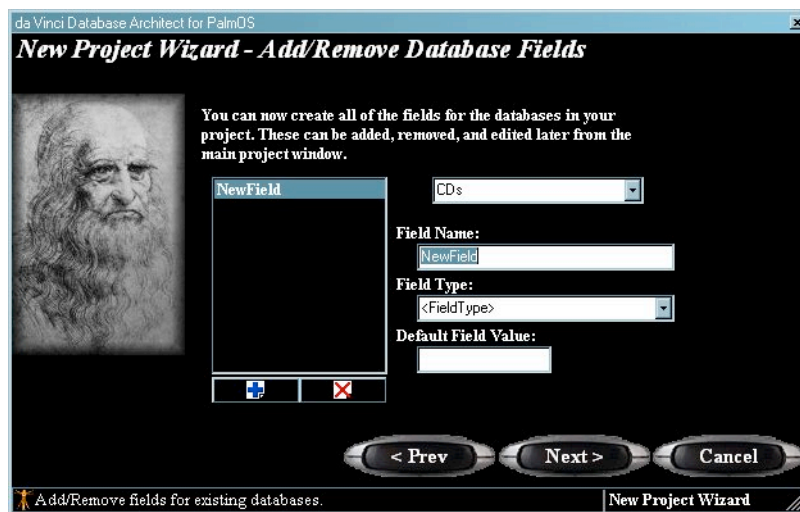 da Vinci Database Architect for PalmOS
New Project Wizard - Add/Remove Database Fields
You can now create all of the fields for the databases in your
project. These can be added, removed, and edited later from the
main project window.
NewField
CDs
Field Name:
NewField
Field Type:
<FieldType>
Default Field Value:
< Prev
Next >
Cancel
Add/Remove fields for existing databases.
New Project Wizard